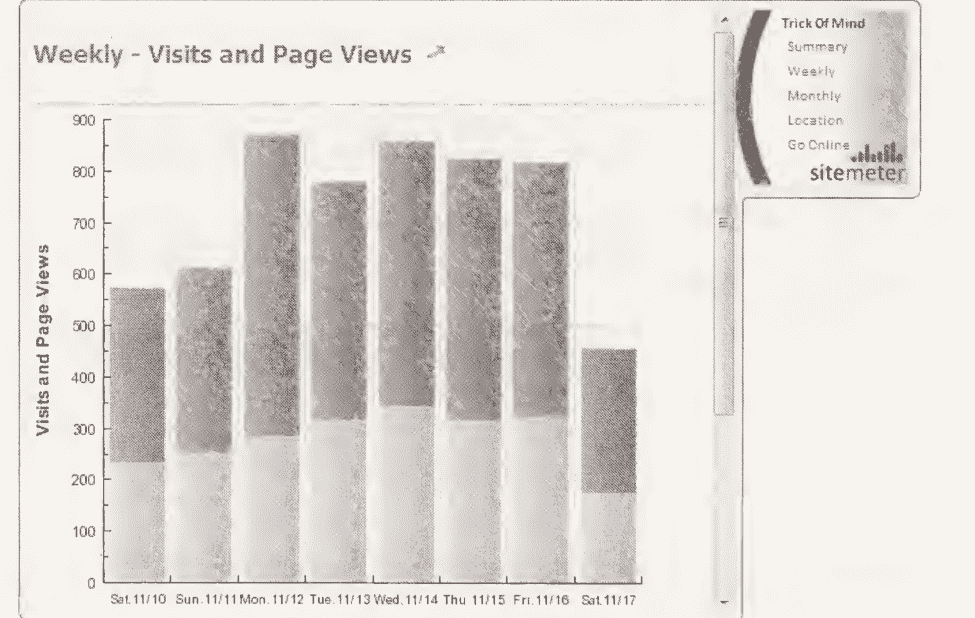 Weekly - Visits and Page Views
Trick Of Mind
Summary
Weekly
Monthly
Location
Go Online
sitemeter
Visits and Page Views
900
800
700
600
500
400
300
200
100
0
Sat.11/10 Sun.11/11 Mon.11/12 Tue.11/13 Wed.11/14 Thu 11/15 Fri.11/16 Sat.11/17